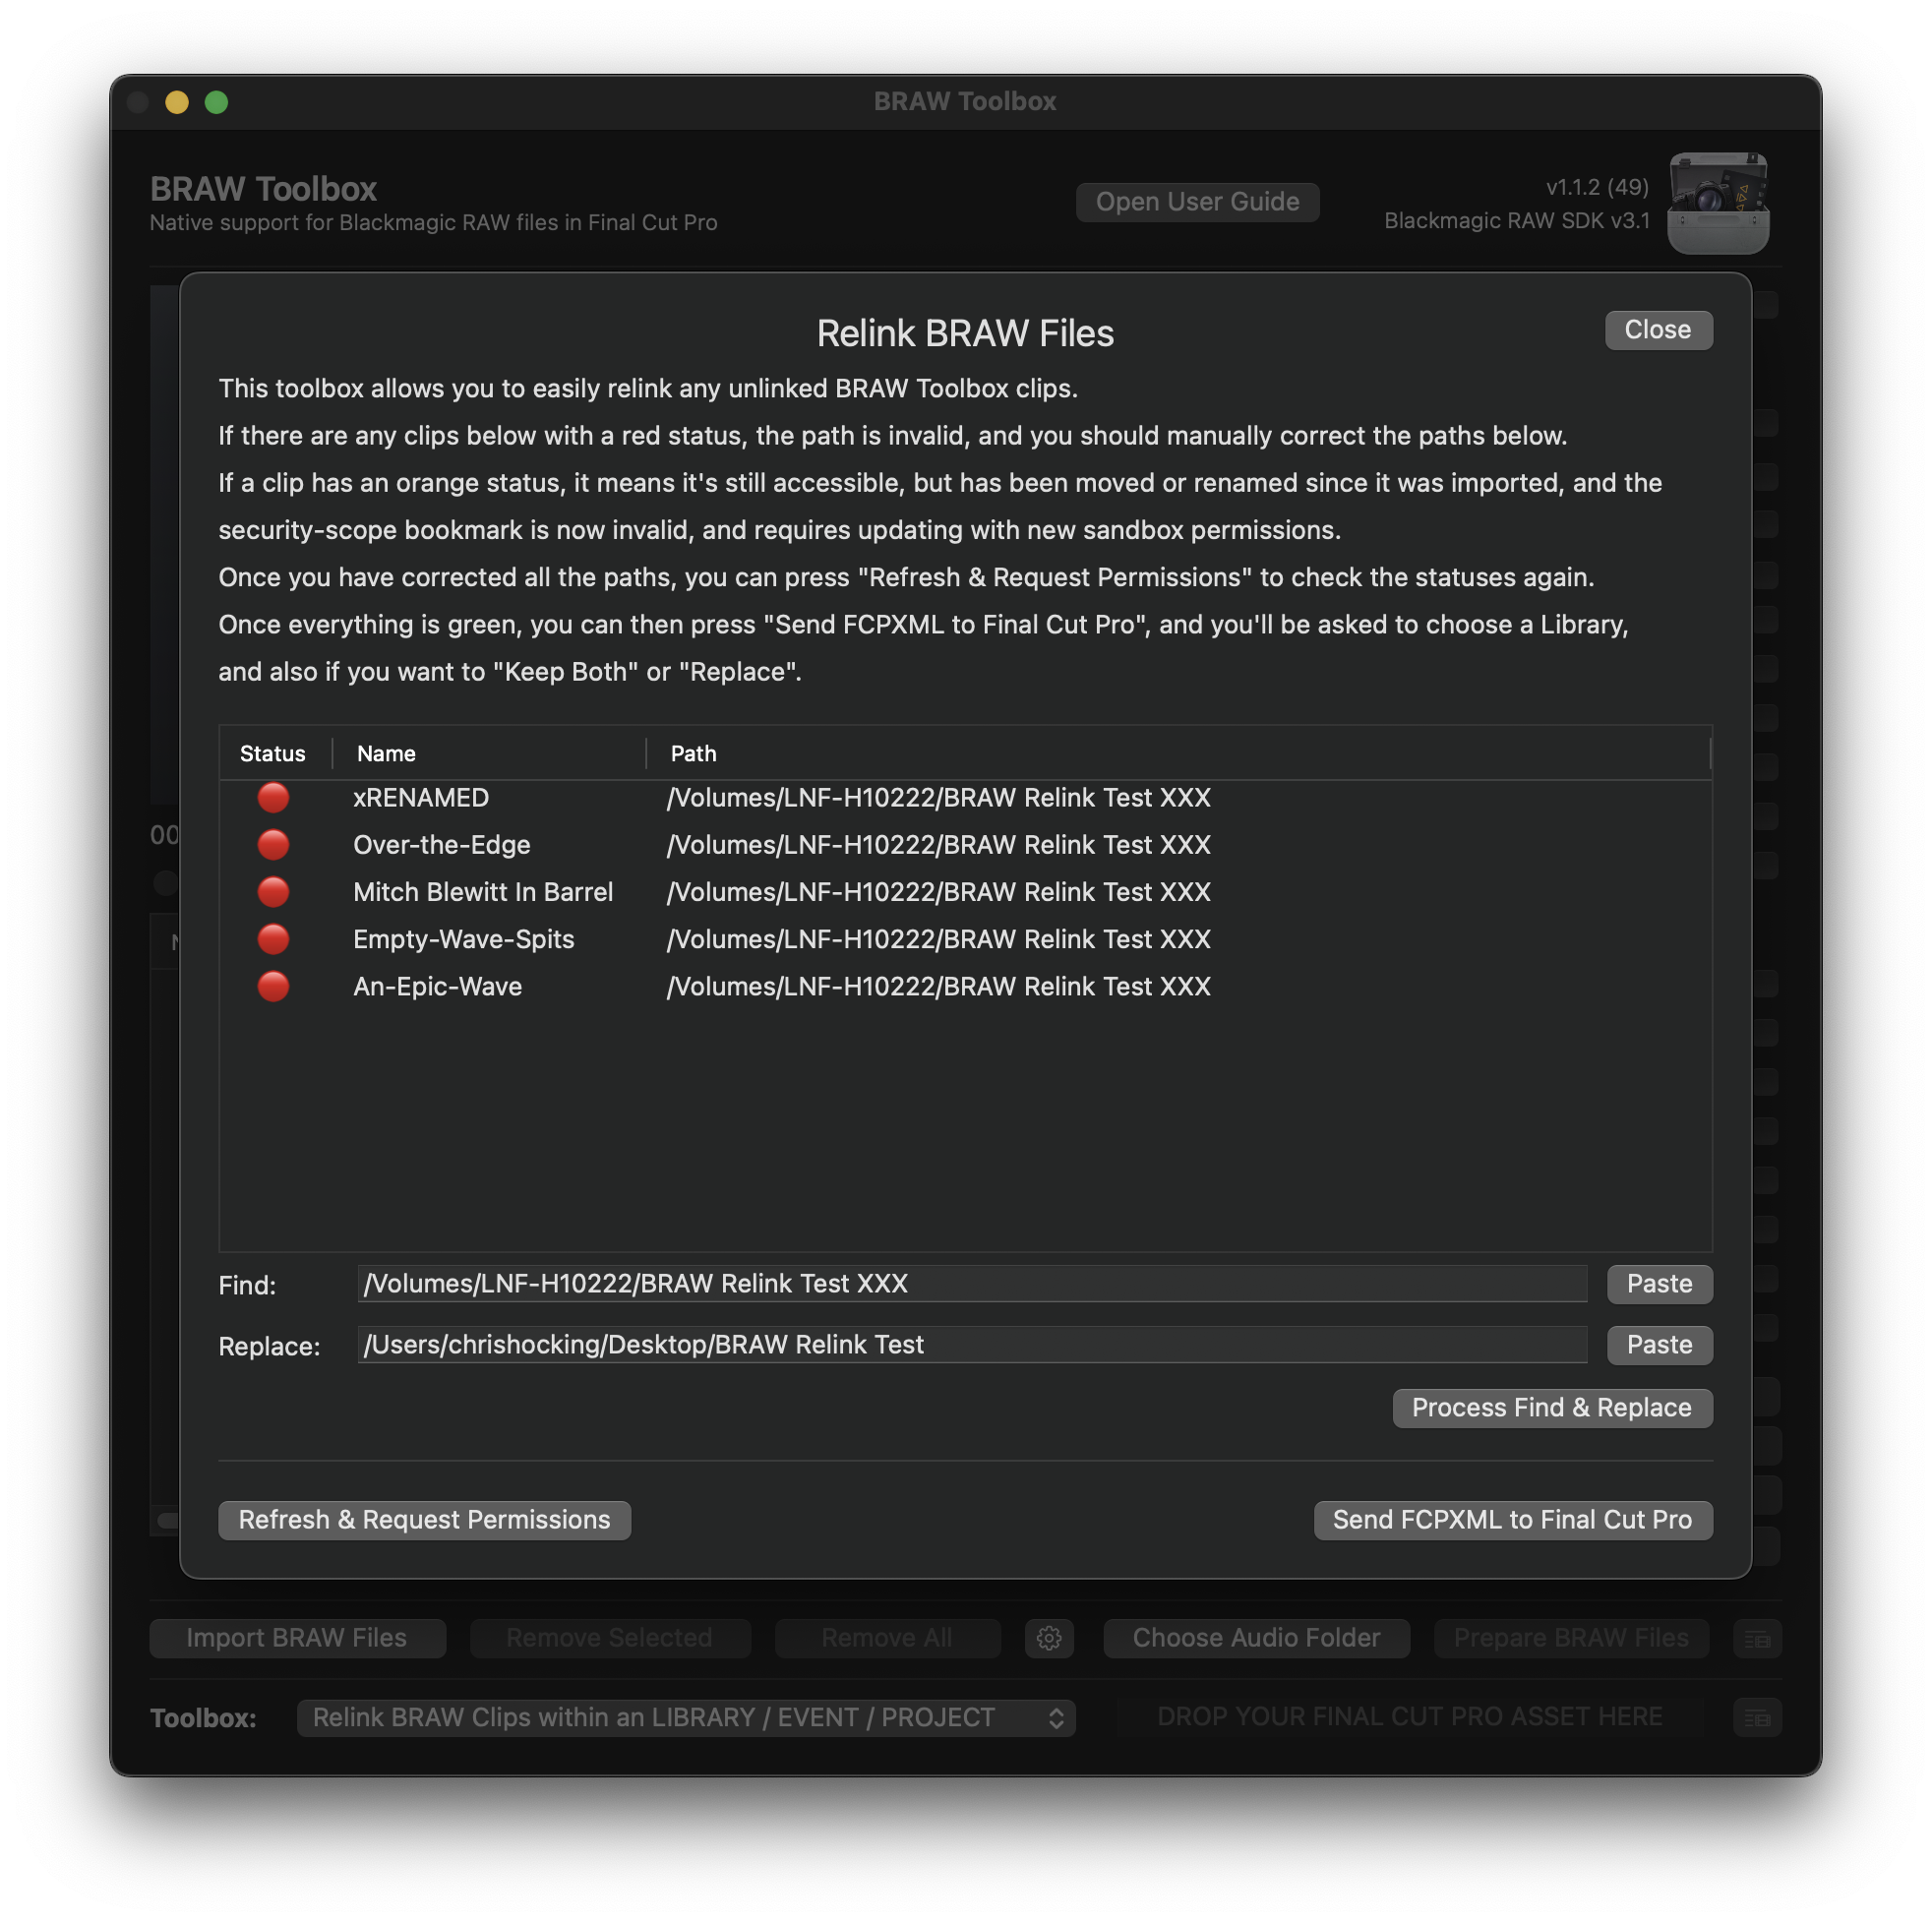 BRAW Toolbox
BRAW Toolbox
Native support for Blackmagic RAW files in Final Cut Pro
Open User Guide
v1.1.2 (49)
Blackmagic RAW SDK v3.1
Relink BRAW Files
Close
This toolbox allows you to easily relink any unlinked BRAW Toolbox clips.
If there are any clips below with a red status, the path is invalid, and you should manually correct the paths below.
If a clip has an orange status, it means it's still accessible, but has been moved or renamed since it was imported, and the
security-scope bookmark is now invalid, and requires updating with new sandbox permissions.
Once you have corrected all the paths, you can press "Refresh & Request Permissions" to check the statuses again.
Once everything is green, you can then press "Send FCPXML to Final Cut Pro", and you'll be asked to choose a Library,
and also if you want to "Keep Both" or "Replace".
Status Name Path
xRENAMED /Volumes/LNF-H10222/BRAW Relink Test XXX
Over-the-Edge /Volumes/LNF-H10222/BRAW Relink Test XXX
Mitch Blewitt In Barrel /Volumes/LNF-H10222/BRAW Relink Test XXX
Empty-Wave-Spits /Volumes/LNF-H10222/BRAW Relink Test XXX
An-Epic-Wave /Volumes/LNF-H10222/BRAW Relink Test XXX
00
Find: /Volumes/LNF-H10222/BRAW Relink Test XXX Paste
Replace: /Users/chrishocking/Desktop/BRAW Relink Test Paste
Process Find & Replace
Refresh & Request Permissions
Send FCPXML to Final Cut Pro
Import BRAW Files Remove Selected Remove All Choose Audio Folder Prepare BRAW Files
Toolbox: Relink BRAW Clips within an LIBRARY / EVENT / PROJECT DROP YOUR FINAL CUT PRO ASSET HERE